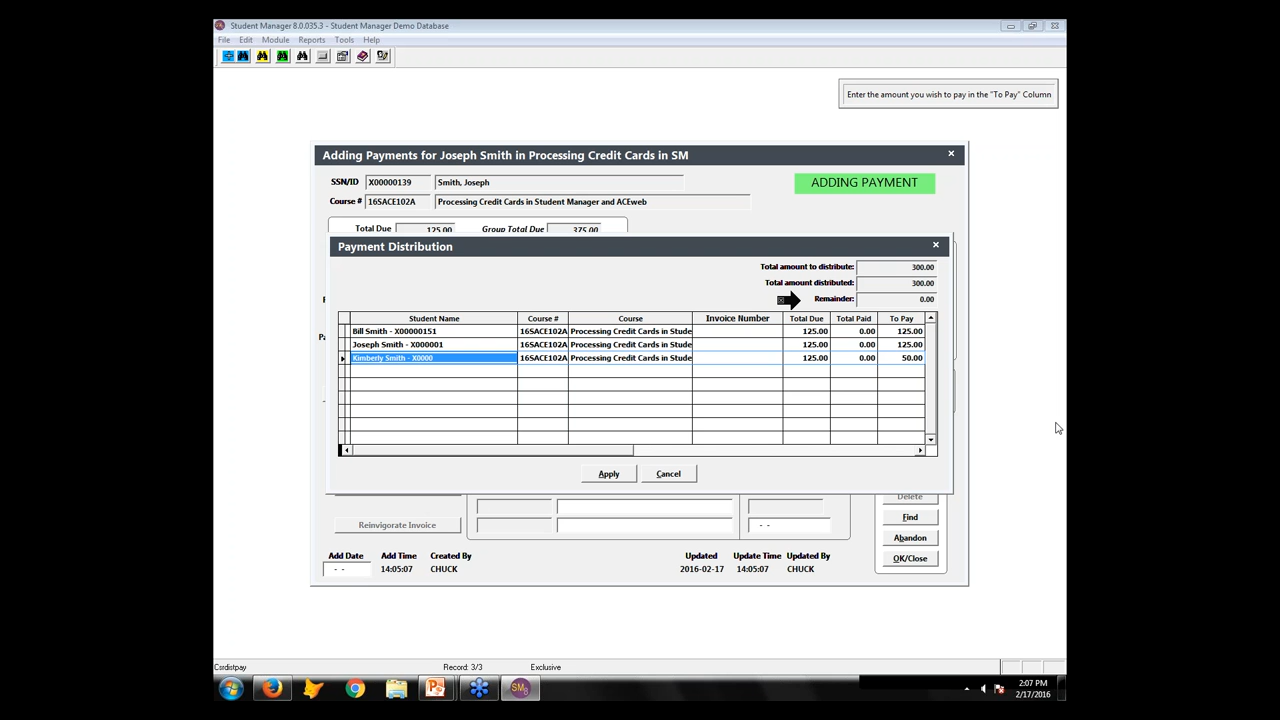 Student Manager 8.0.035.3 - Student Manager Demo Database
File Edit Module Reports Tools Help
Enter the amount you wish to pay in the "To Pay" Column
Adding Payments for Joseph Smith in Processing Credit Cards in SM
SSN/ID X00000139 Smith, Joseph
ADDING PAYMENT
Course # 16SACE102A Processing Credit Cards in Student Manager and ACEweb
Total Due 125.00 Group Total Due 375.00
Payment Distribution
Total amount to distribute: 300.00
Total amount distributed: 300.00
Remainder: 0.00
Student Name Course # Course Invoice Number Total Due Total Paid To Pay
Bill Smith - X00000151 16SACE102A Processing Credit Cards in Stude 125.00 0.00 125.00
Joseph Smith - X000001 16SACE102A Processing Credit Cards in Stude 125.00 0.00 125.00
Kimberly Smith - X0000 16SACE102A Processing Credit Cards in Stude 125.00 0.00 50.00
Apply Cancel
Delete
Reinvigorate Invoice - - Find
Abandon
Add Date Add Time Created By Updated Update Time Updated By OK/Close
- - 14:05:07 CHUCK 2016-02-17 14:05:07 CHUCK
Csrdistpay Record: 3/3 Exclusive
SM8
2:07 PM
2/17/2016